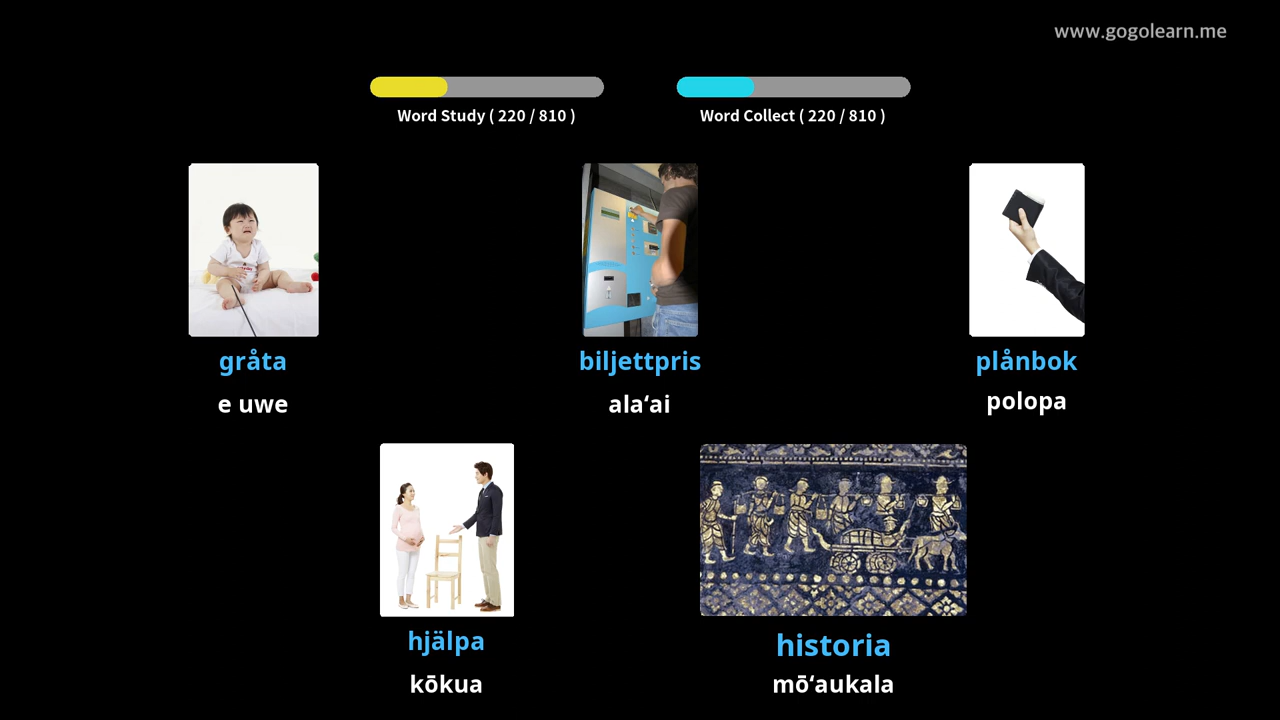 www.gogolearn.me
Word Study ( 220 / 810 )
Word Collect ( 220 / 810 )
gråta
biljettpris
plånbok
e uwe
alaʻai
polopa
hjälpa
historia
kōkua
mōʻaukala